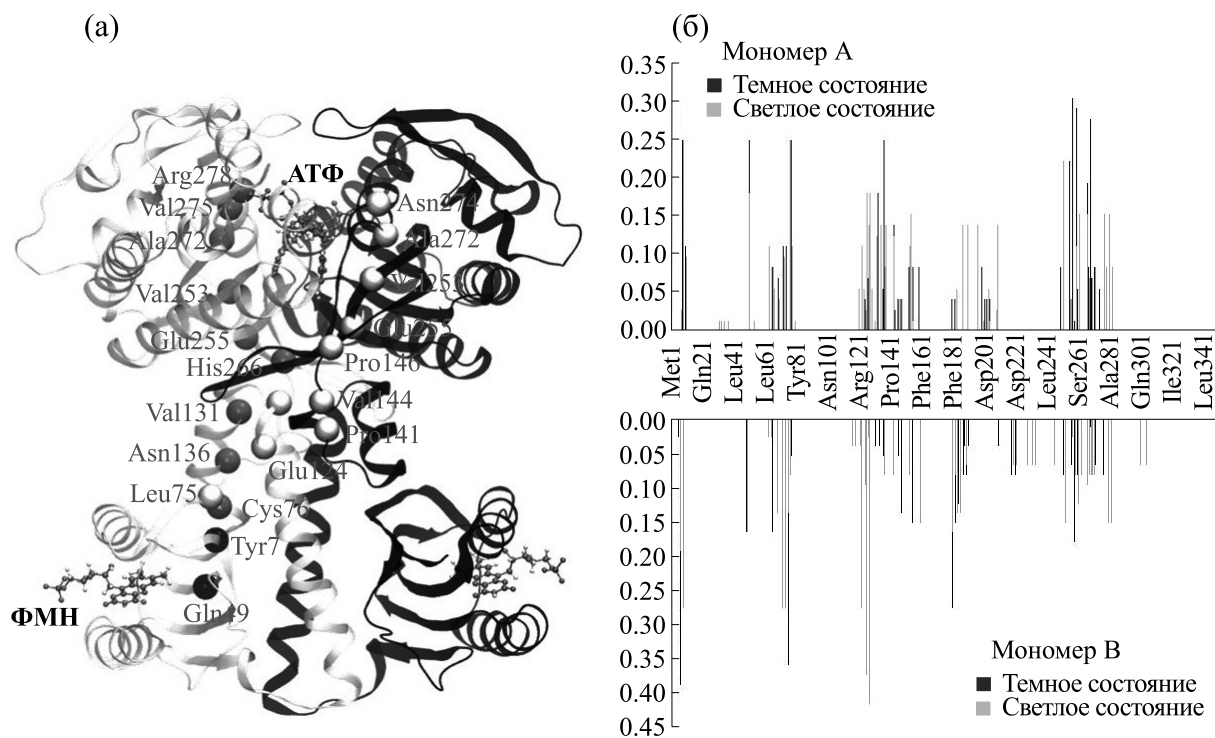 (а)
(б)
Arg278
АТФ
Val275
Asn274
Ala272
Ala272
Val253
Val253
Glu255
Glu255
His266
Pro146
Val131
Val144
Pro141
Asn136
Glu124
Leu75
Cys76
Tyr7
ФМН
Gln49
Мономер А
Темное состояние
Светлое состояние
0.35
0.30
0.25
0.20
0.15
0.10
0.05
0.00
Met1
Gln21
Leu41
Leu61
Tyr81
Asn101
Arg121
Pro141
Phe161
Phe181
Asp201
Asp221
Leu241
Ser261
Ala281
Gln301
Ile321
Leu341
0.00
0.05
0.10
0.15
0.20
0.25
0.30
0.35
0.40
0.45
Мономер В
Темное состояние
Светлое состояние